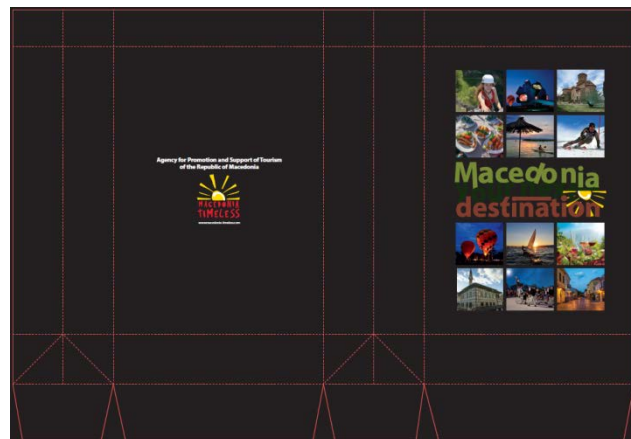 Agency for Promotion and Support of Tourism
of the Republic of Macedonia
MACEDONIA
TIMELESS
Macedonia
destination